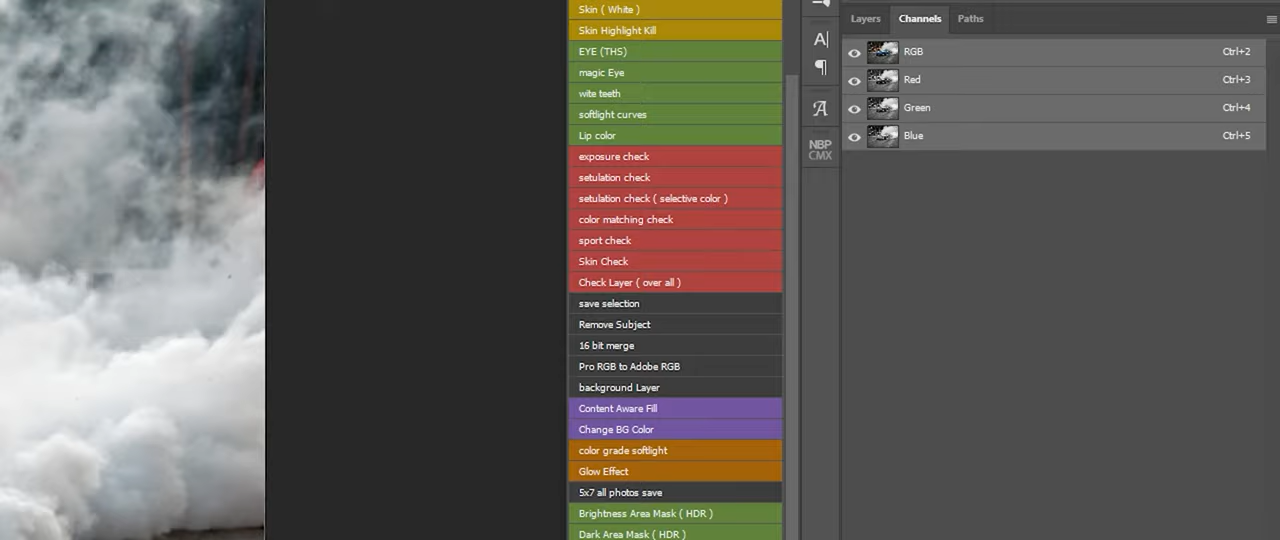 Skin ( White )
Skin Highlight Kill
EYE (THS)
magic Eye
wite teeth
softlight curves
Lip color
exposure check
setulation check
setulation check ( selective color )
color matching check
sport check
Skin Check
Check Layer ( over all )
save selection
Remove Subject
16 bit merge
Pro RGB to Adobe RGB
background Layer
Content Aware Fill
Change BG Color
color grade softlight
Glow Effect
5x7 all photos save
Brightness Area Mask ( HDR )
Dark Area Mask ( HDR )
A
NBP
CMX
Layers Channels Paths
RGB Ctrl+2
Red Ctrl+3
Green Ctrl+4
Blue Ctrl+5